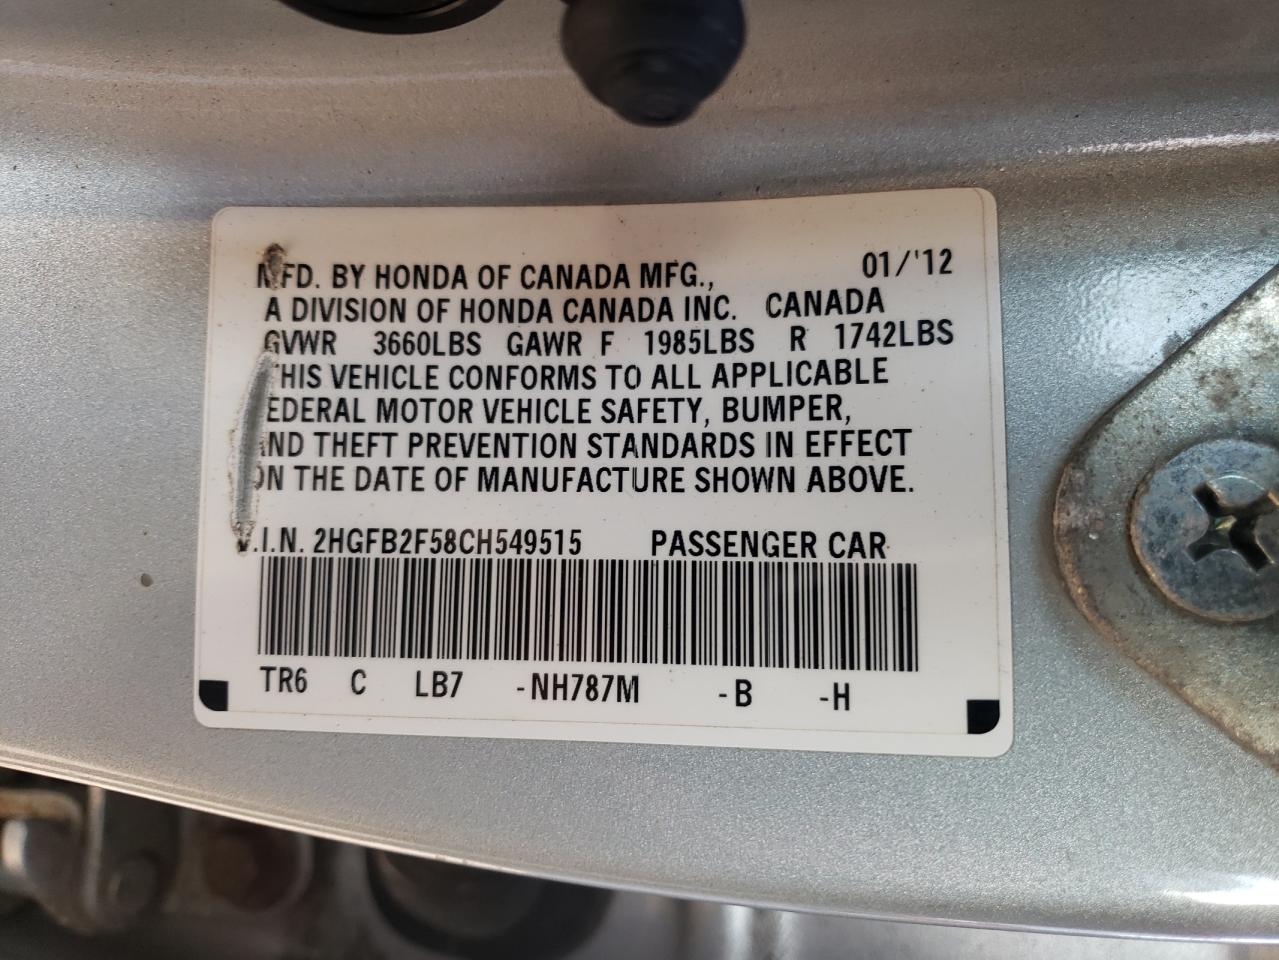 MFD. BY HONDA OF CANADA MFG., 01/'12
A DIVISION OF HONDA CANADA INC. CANADA
GVWR 3660LBS GAWR F 1985LBS R 1742LBS
THIS VEHICLE CONFORMS TO ALL APPLICABLE
EDERAL MOTOR VEHICLE SAFETY, BUMPER,
AND THEFT PREVENTION STANDARDS IN EFFECT
ON THE DATE OF MANUFACTURE SHOWN ABOVE.
V.I.N. 2HGFB2F58CH549515 PASSENGER CAR
TR6 C LB7 -NH787M -B -H